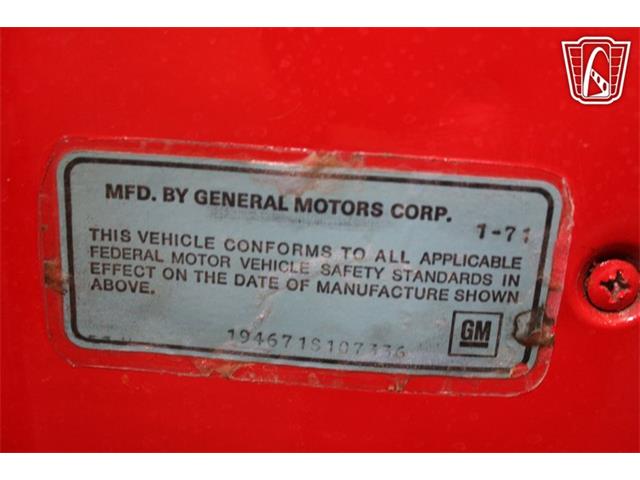 MFD. BY GENERAL MOTORS CORP.
1-71
THIS VEHICLE CONFORMS TO ALL APPLICABLE
FEDERAL MOTOR VEHICLE SAFETY STANDARDS IN
EFFECT ON THE DATE OF MANUFACTURE SHOWN
ABOVE.
194671S107336
GM